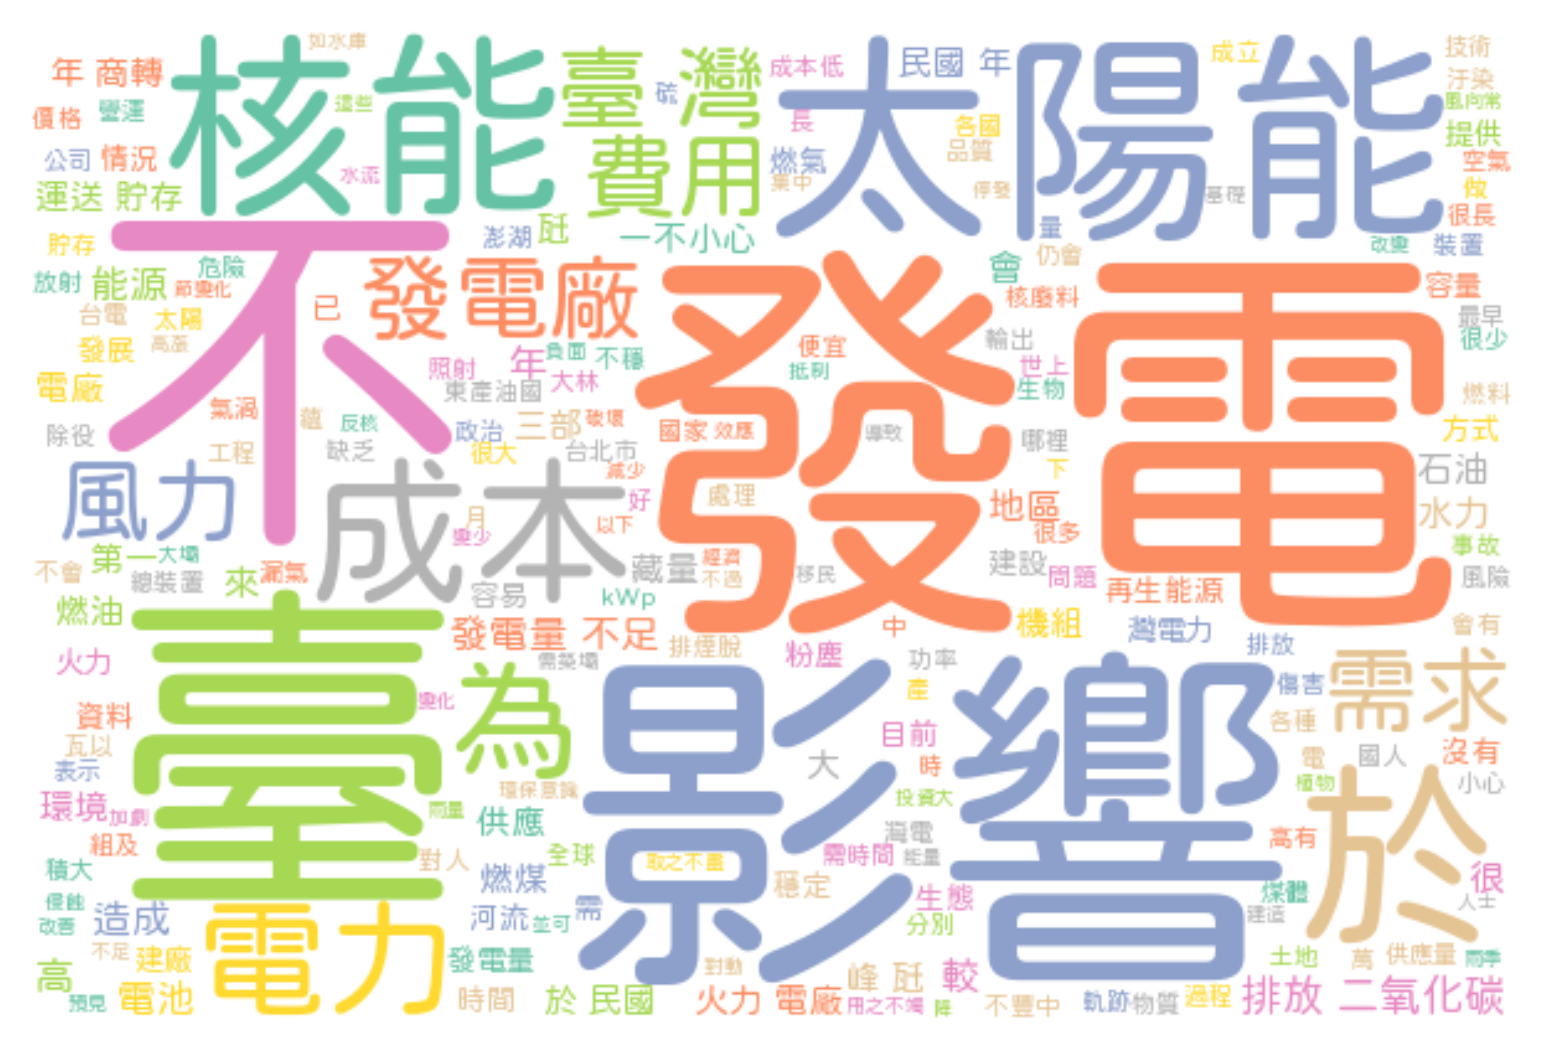 如水庫
年 商轉
核能
臺灣
硫
成本低
太陽能
民國 年
成立
技術
汙染
價格
營運
這些
長
各國
風向常
公司
情況
水流
費用
燃氣
集中
品質
提供
空氣
運送 貯存
停發
基礎
做
很長
貯存
不
澎湖
瓩
一不小心
量
改變
裝置
放射
能源
危險
節變化
已
發電廠
發電
會
仍會
核廢料
容量
台電
太陽
發展
高漲
照射
年
負面
不穩
便宜
抵制
輸出
最早
很少
電廠
氣渦
東產油國
大林
世上
生物
燃料
除役
蘊
反核
政治
三部
破壞
國家
效應
導致
哪裡
方式
工程
缺乏
很大
台北市
減少
下
石油
風力
成本
月
變少
好
以下
處理
地區
很多
水力
不會
第一
大壩
總裝置
來
漏氣
容易
藏量
經濟
不過
移民
建設
問題
事故
風險
燃油
臺
kWp
再生能源
發電量 不足
排煙脫
中
機組
灣電力
排放
會有
火力
需築壩
粉塵
功率
為
影響
需求
資料
變化
產
傷害
各種
瓦以
目前
電
國人
沒有
表示
大
時
植物
小心
環境
加劇
雨量
環保意識
投資大
於
組及
供應
海電
高有
積大
對人
全球
取之不盡
需時間
能量
燃煤
穩定
生態
煤體
很
侵蝕
改善
造成
電力
河流
並可
需
分別
建造
人士
不足
建廠
發電量
對動
峰 瓩
較
土地
萬
供應量
雨季
高
預見
電池
時間
於 民國
火力 電廠
用之不竭
降
不豐中
軌跡
物質
過程
排放 二氧化碳